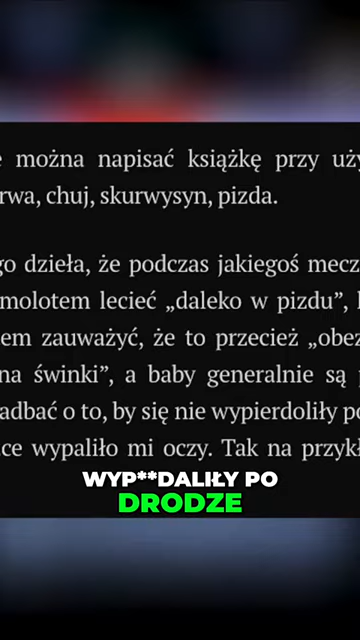 e można napisać książkę przy uży
rwa, chuj, skurwysyn, pizda.
go dzieła, że podczas jakiegoś mecz
molotem lecieć „daleko w pizdu”, l
em zauważyć, że to przecież „obez
na świnki”, a baby generalnie są
adbać o to, by się nie wypierdoliły po
ce wypaliło mi oczy. Tak na przykł
WYP**DALIŁY PO
DRODZE